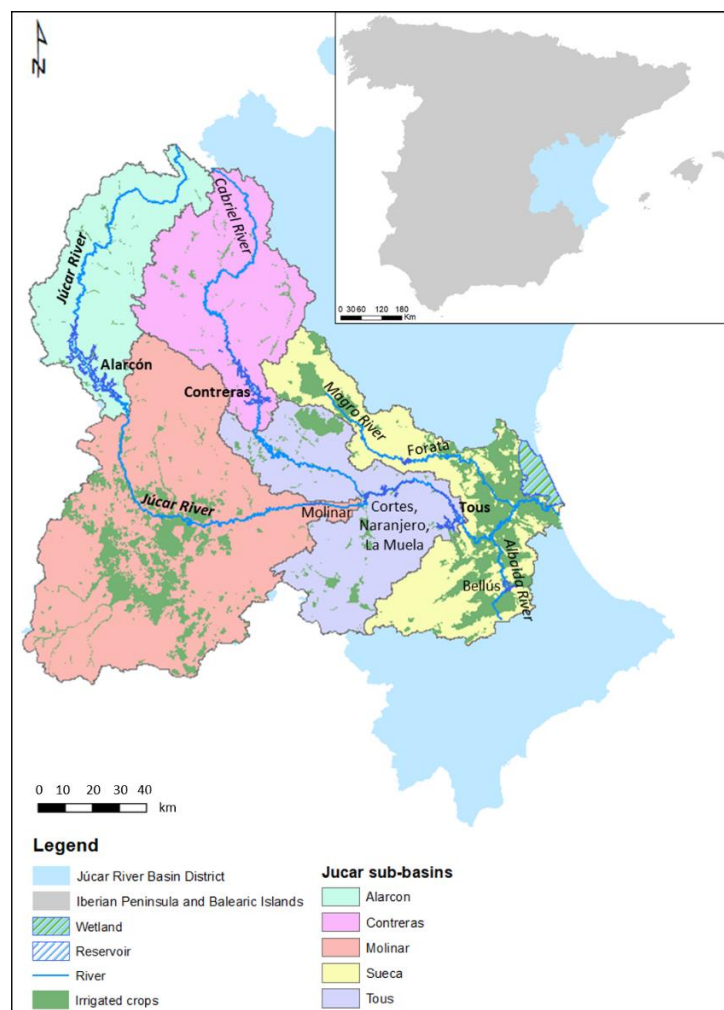 N
0 30 60 120 180
Km
Cabriel River
Júcar River
Alarcón
Contreras
Magro River
Forata
Júcar River
Molinar
Cortes,
Naranjero,
La Muela
Tous
Albaida River
Bellús
0 10 20 30 40
km
Legend
Júcar River Basin District
Iberian Peninsula and Balearic Islands
Wetland
Reservoir
River
Irrigated crops
Jucar sub-basins
Alarcon
Contreras
Molinar
Sueca
Tous